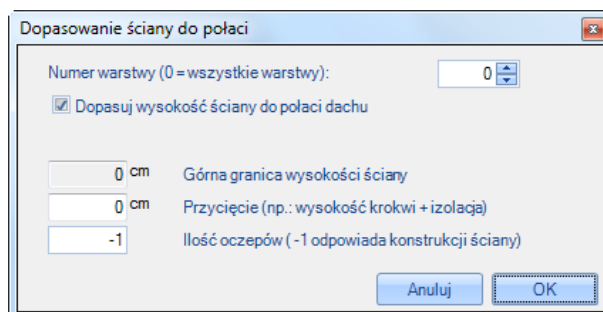 Dopasowanie ściany do połaci
Numer warstwy (0 = wszystkie warstwy): 0
Dopasuj wysokość ściany do połaci dachu
0 cm Górna granica wysokości ściany
0 cm Przycięcie (np.: wysokość krokwi + izolacja)
-1 Ilość oczepów ( -1 odpowiada konstrukcji ściany)
Anuluj OK